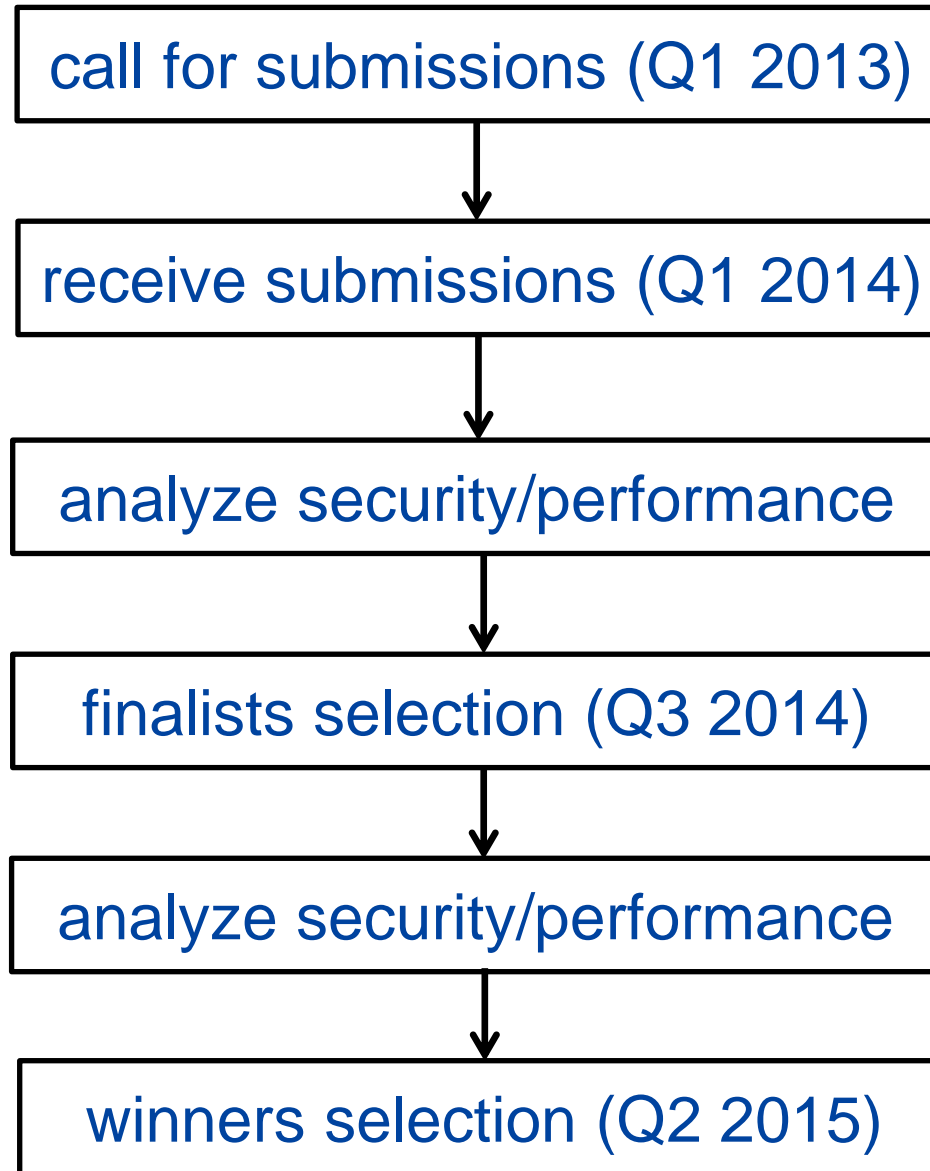 call for submissions (Q1 2013)
receive submissions (Q1 2014)
analyze security/performance
finalists selection (Q3 2014)
analyze security/performance
winners selection (Q2 2015)